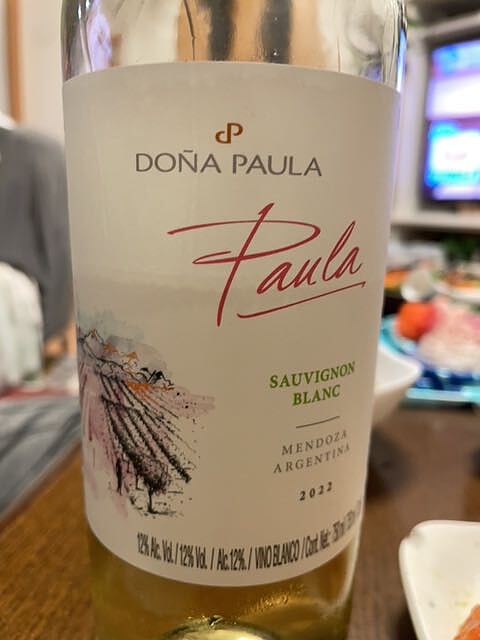 dP
DOÑA PAULA
Paula
SAUVIGNON
BLANC
MENDOZA
ARGENTINA
2022
12% Alc. Vol. / 12% Vol. / Alc.12%. / VINO BLANCO / Cont. Net.: